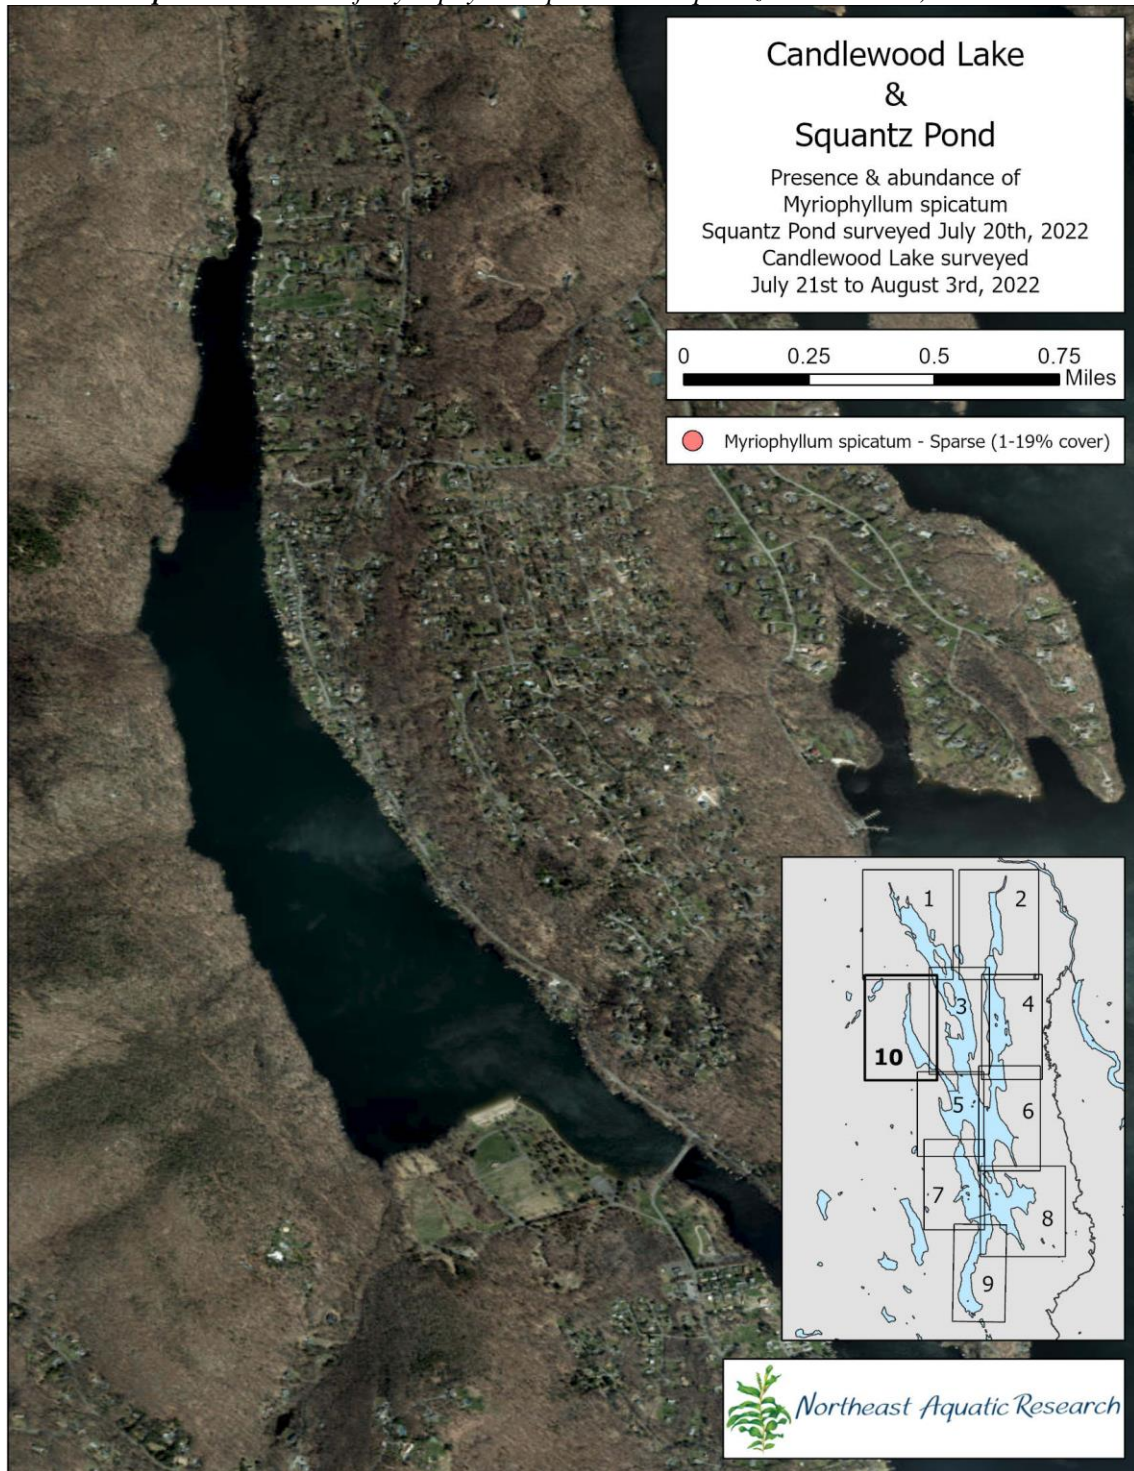 Candlewood Lake
&
Squantz Pond
Presence & abundance of
Myriophyllum spicatum
Squantz Pond surveyed July 20th, 2022
Candlewood Lake surveyed
July 21st to August 3rd, 2022
0 0.25 0.5 0.75
Miles
Myriophyllum spicatum - Sparse (1-19% cover)
1 2
3 4
10
5 6
7 8
9
Northeast Aquatic Research